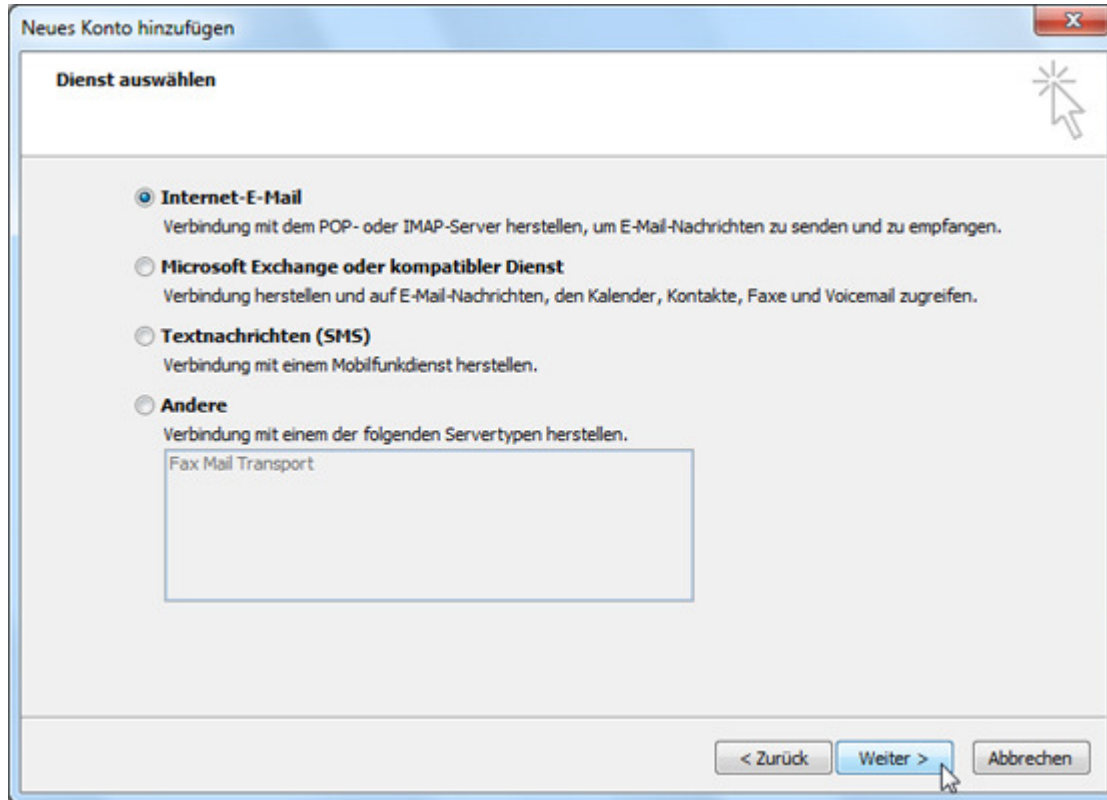 Neues Konto hinzufügen
Dienst auswählen
Internet-E-Mail
Verbindung mit dem POP- oder IMAP-Server herstellen, um E-Mail-Nachrichten zu senden und zu empfangen.
Microsoft Exchange oder kompatibler Dienst
Verbindung herstellen und auf E-Mail-Nachrichten, den Kalender, Kontakte, Faxe und Voicemail zugreifen.
Textnachrichten (SMS)
Verbindung mit einem Mobilfunkdienst herstellen.
Andere
Verbindung mit einem der folgenden Servertypen herstellen.
Fax Mail Transport
< Zurück Weiter > Abbrechen